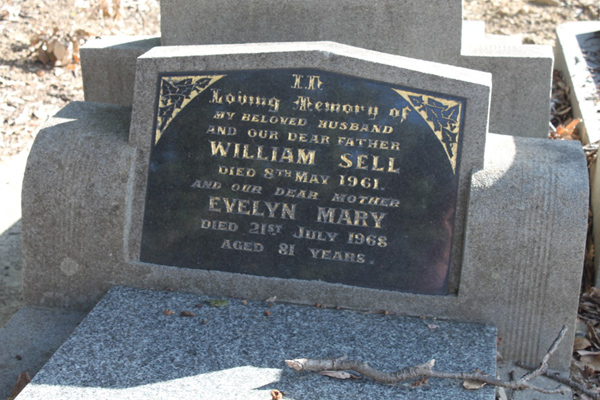 In
Loving Memory of
MY BELOVED HUSBAND
AND OUR DEAR FATHER
WILLIAM SELL
DIED 8TH MAY 1961.
AND OUR DEAR MOTHER
EVELYN MARY
DIED 21ST JULY 1968
AGED 81 YEARS.